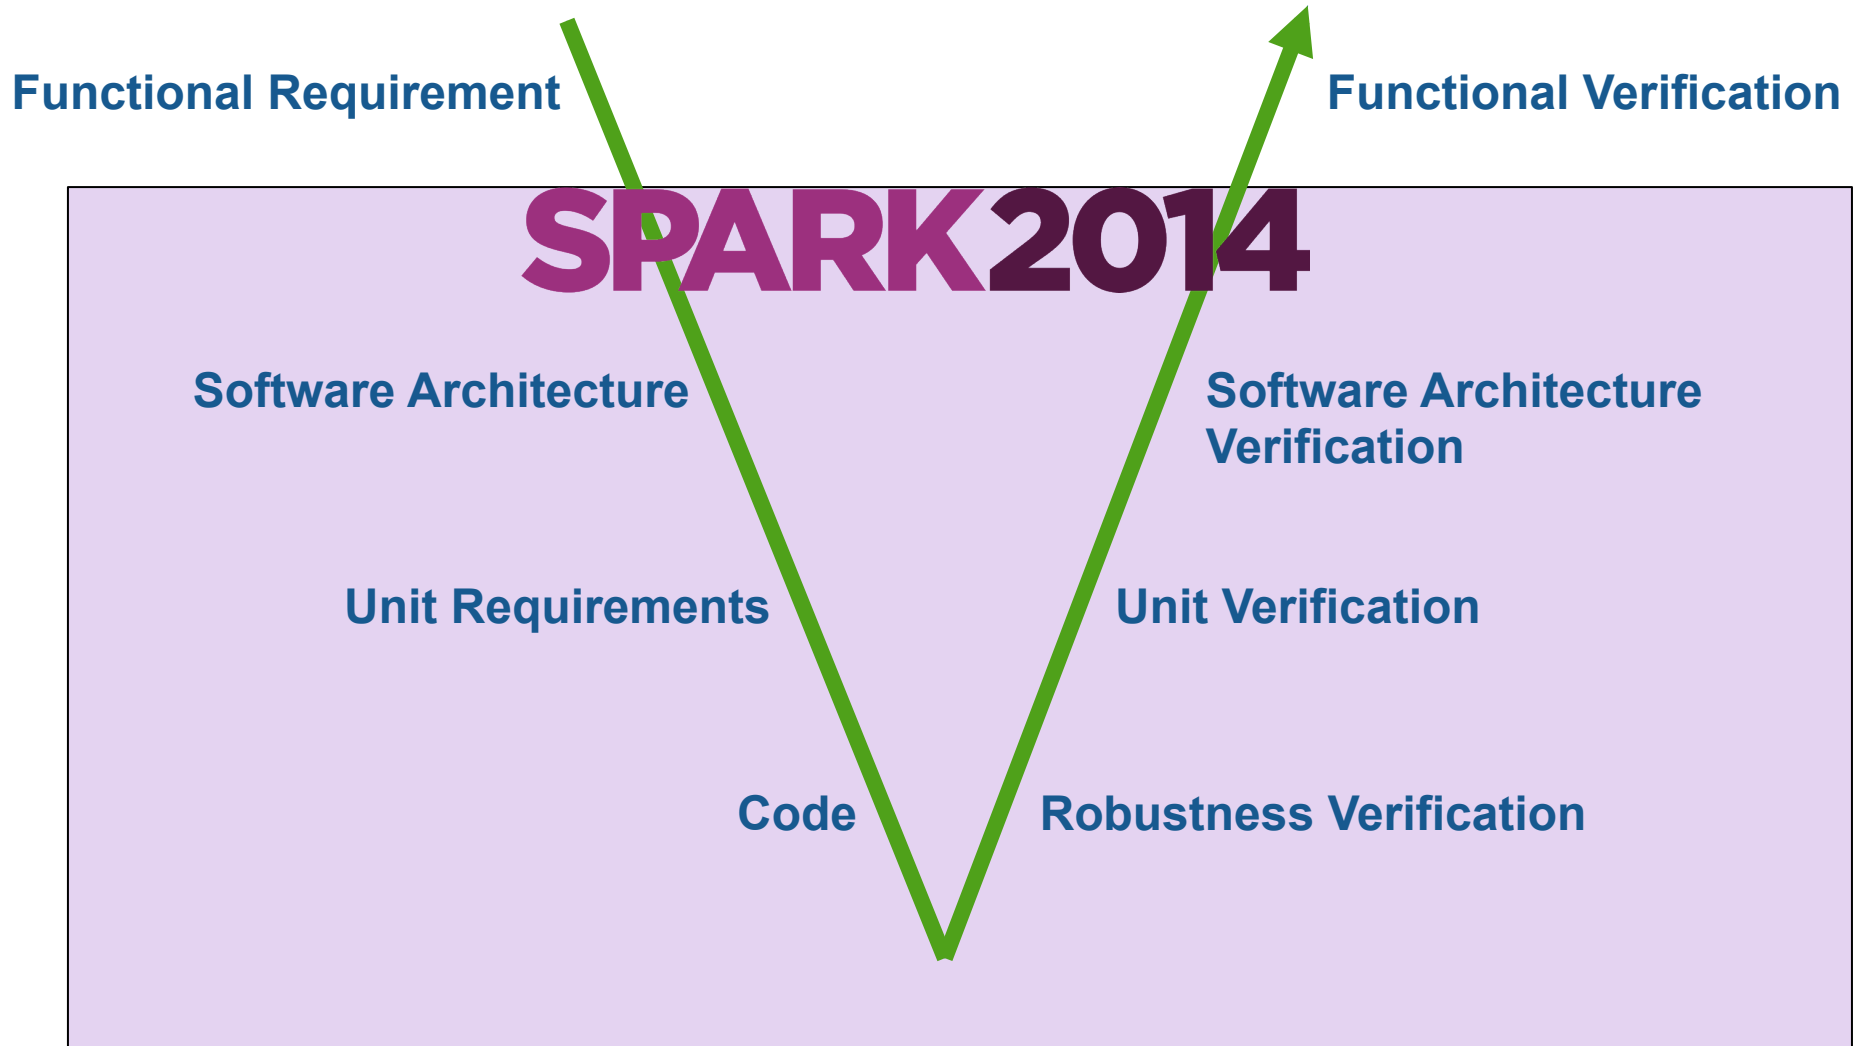 Functional Requirement
Functional Verification
SPARK2014
Software Architecture
Software Architecture
Verification
Unit Requirements
Unit Verification
Code
Robustness Verification